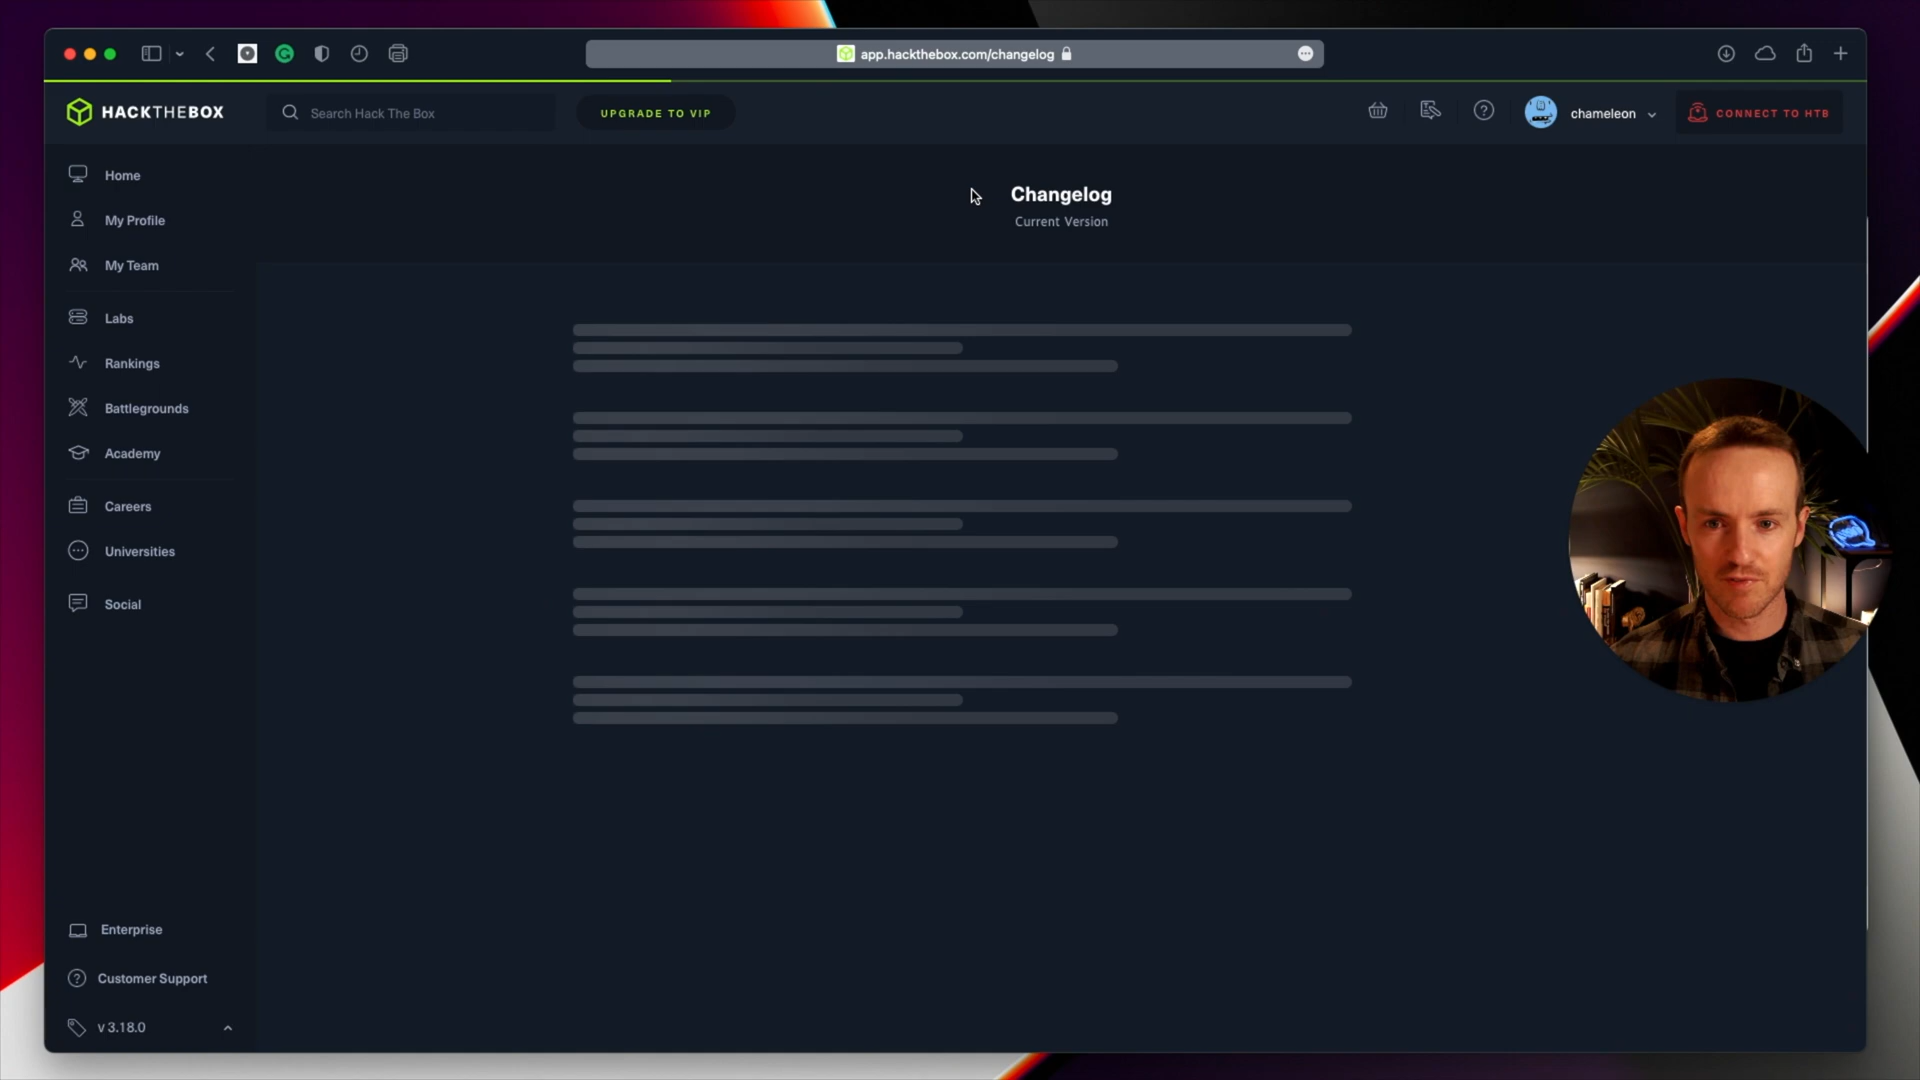 app.hackthebox.com/changelog
HACKTHEBOX
Search Hack The Box
UPGRADE TO VIP
chameleon
CONNECT TO HTB
Home
My Profile
My Team
Labs
Rankings
Battlegrounds
Academy
Careers
Universities
Social
Enterprise
Customer Support
v 3.18.0
Changelog
Current Version